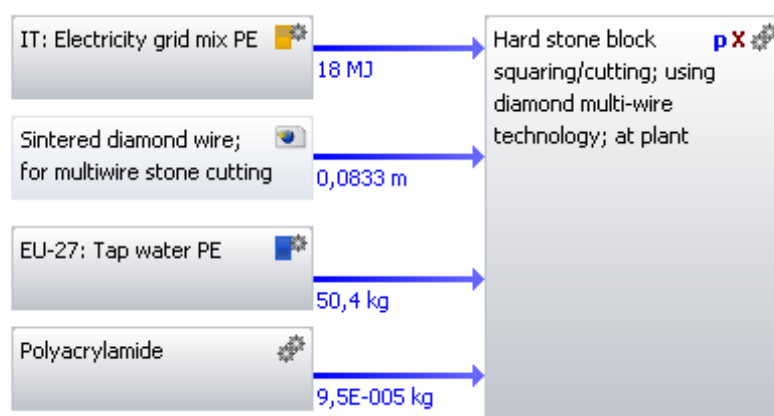 IT: Electricity grid mix PE
18 MJ
Sintered diamond wire;
for multiwire stone cutting
0,0833 m
EU-27: Tap water PE
50,4 kg
Polyacrylamide
9,5E-005 kg
Hard stone block
p X
squaring/cutting; using
diamond multi-wire
technology; at plant